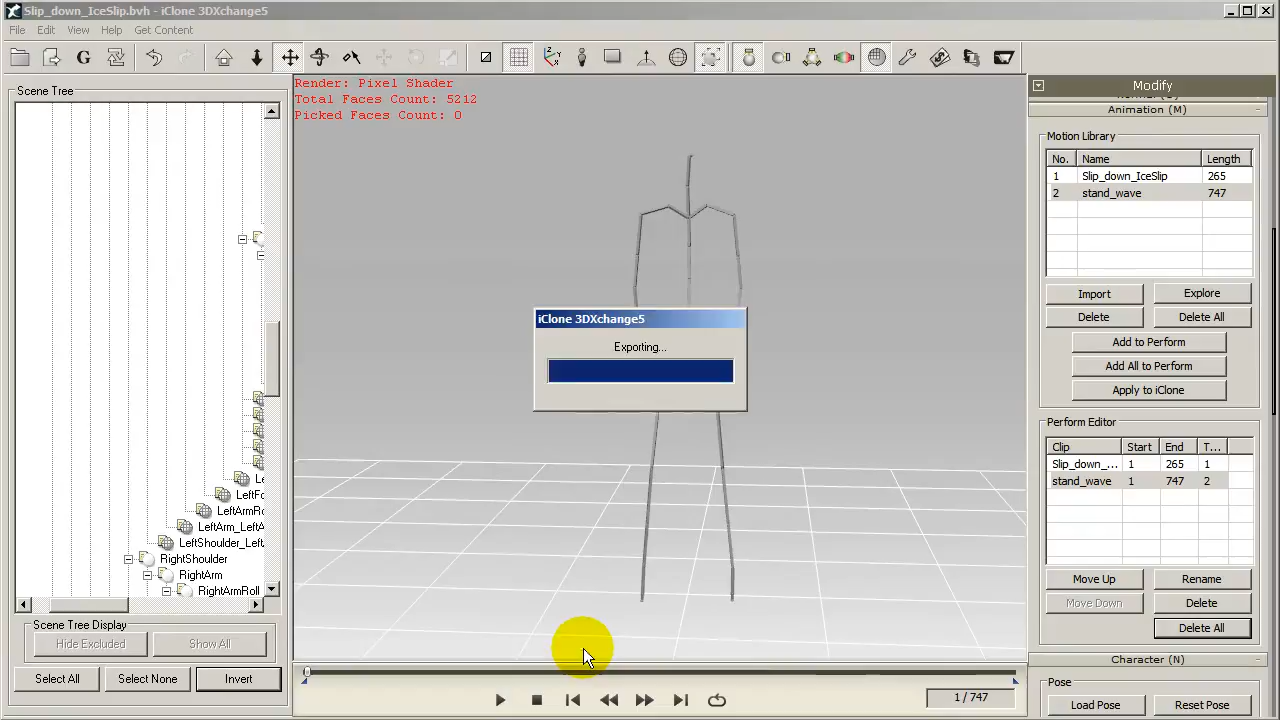 Slip_down_IceSlip.bvh - iClone 3DXchange5
File Edit View Help Get Content
G
Scene Tree
LeftFo
LeftArmRo
LeftArm_LeftA
LeftShoulder_Left
RightShoulder
RightArm
RightArmRoll
Scene Tree Display
Hide Excluded Show All
Select All Select None Invert
Render: Pixel Shader
Total Faces Count: 5212
Picked Faces Count: 0
iClone 3DXchange5
Exporting...
1 / 747
Modify
Animation (M)
Motion Library
No. Name Length
1 Slip_down_IceSlip 265
2 stand_wave 747
Import Explore
Delete Delete All
Add to Perform
Add All to Perform
Apply to iClone
Perform Editor
Clip Start End T...
Slip_down_... 1 265 1
stand_wave 1 747 2
Move Up Rename
Move Down Delete
Delete All
Character (N)
Pose
Load Pose Reset Pose